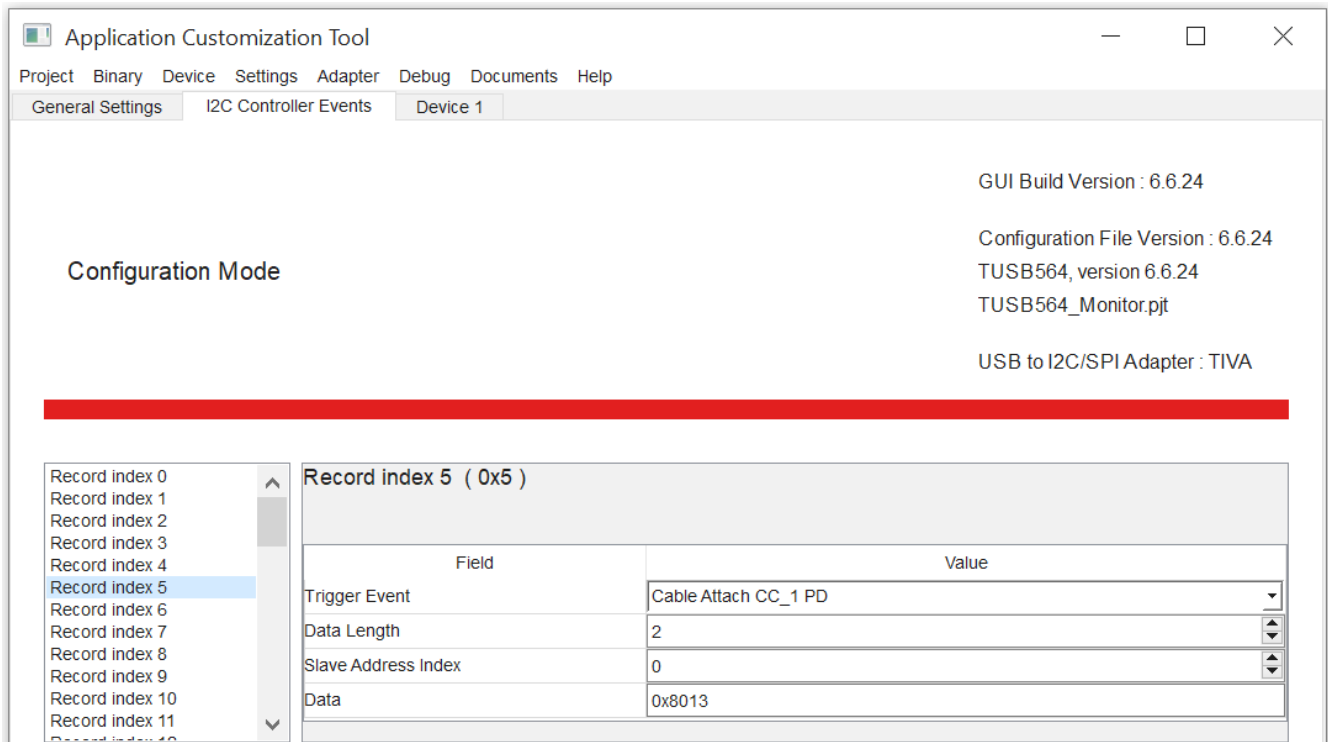 Application Customization Tool
Project Binary Device Settings Adapter Debug Documents Help
General Settings I2C Controller Events Device 1
GUI Build Version : 6.6.24
Configuration File Version : 6.6.24
Configuration Mode
TUSB564, version 6.6.24
TUSB564_Monitor.pjt
USB to I2C/SPI Adapter : TIVA
Record index 0
Record index 1
Record index 2
Record index 3
Record index 4
Record index 5
Record index 6
Record index 7
Record index 8
Record index 9
Record index 10
Record index 11
Record index 12
Record index 5 ( 0x5 )
Field Value
Trigger Event Cable Attach CC_1 PD
Data Length 2
Slave Address Index 0
Data 0x8013